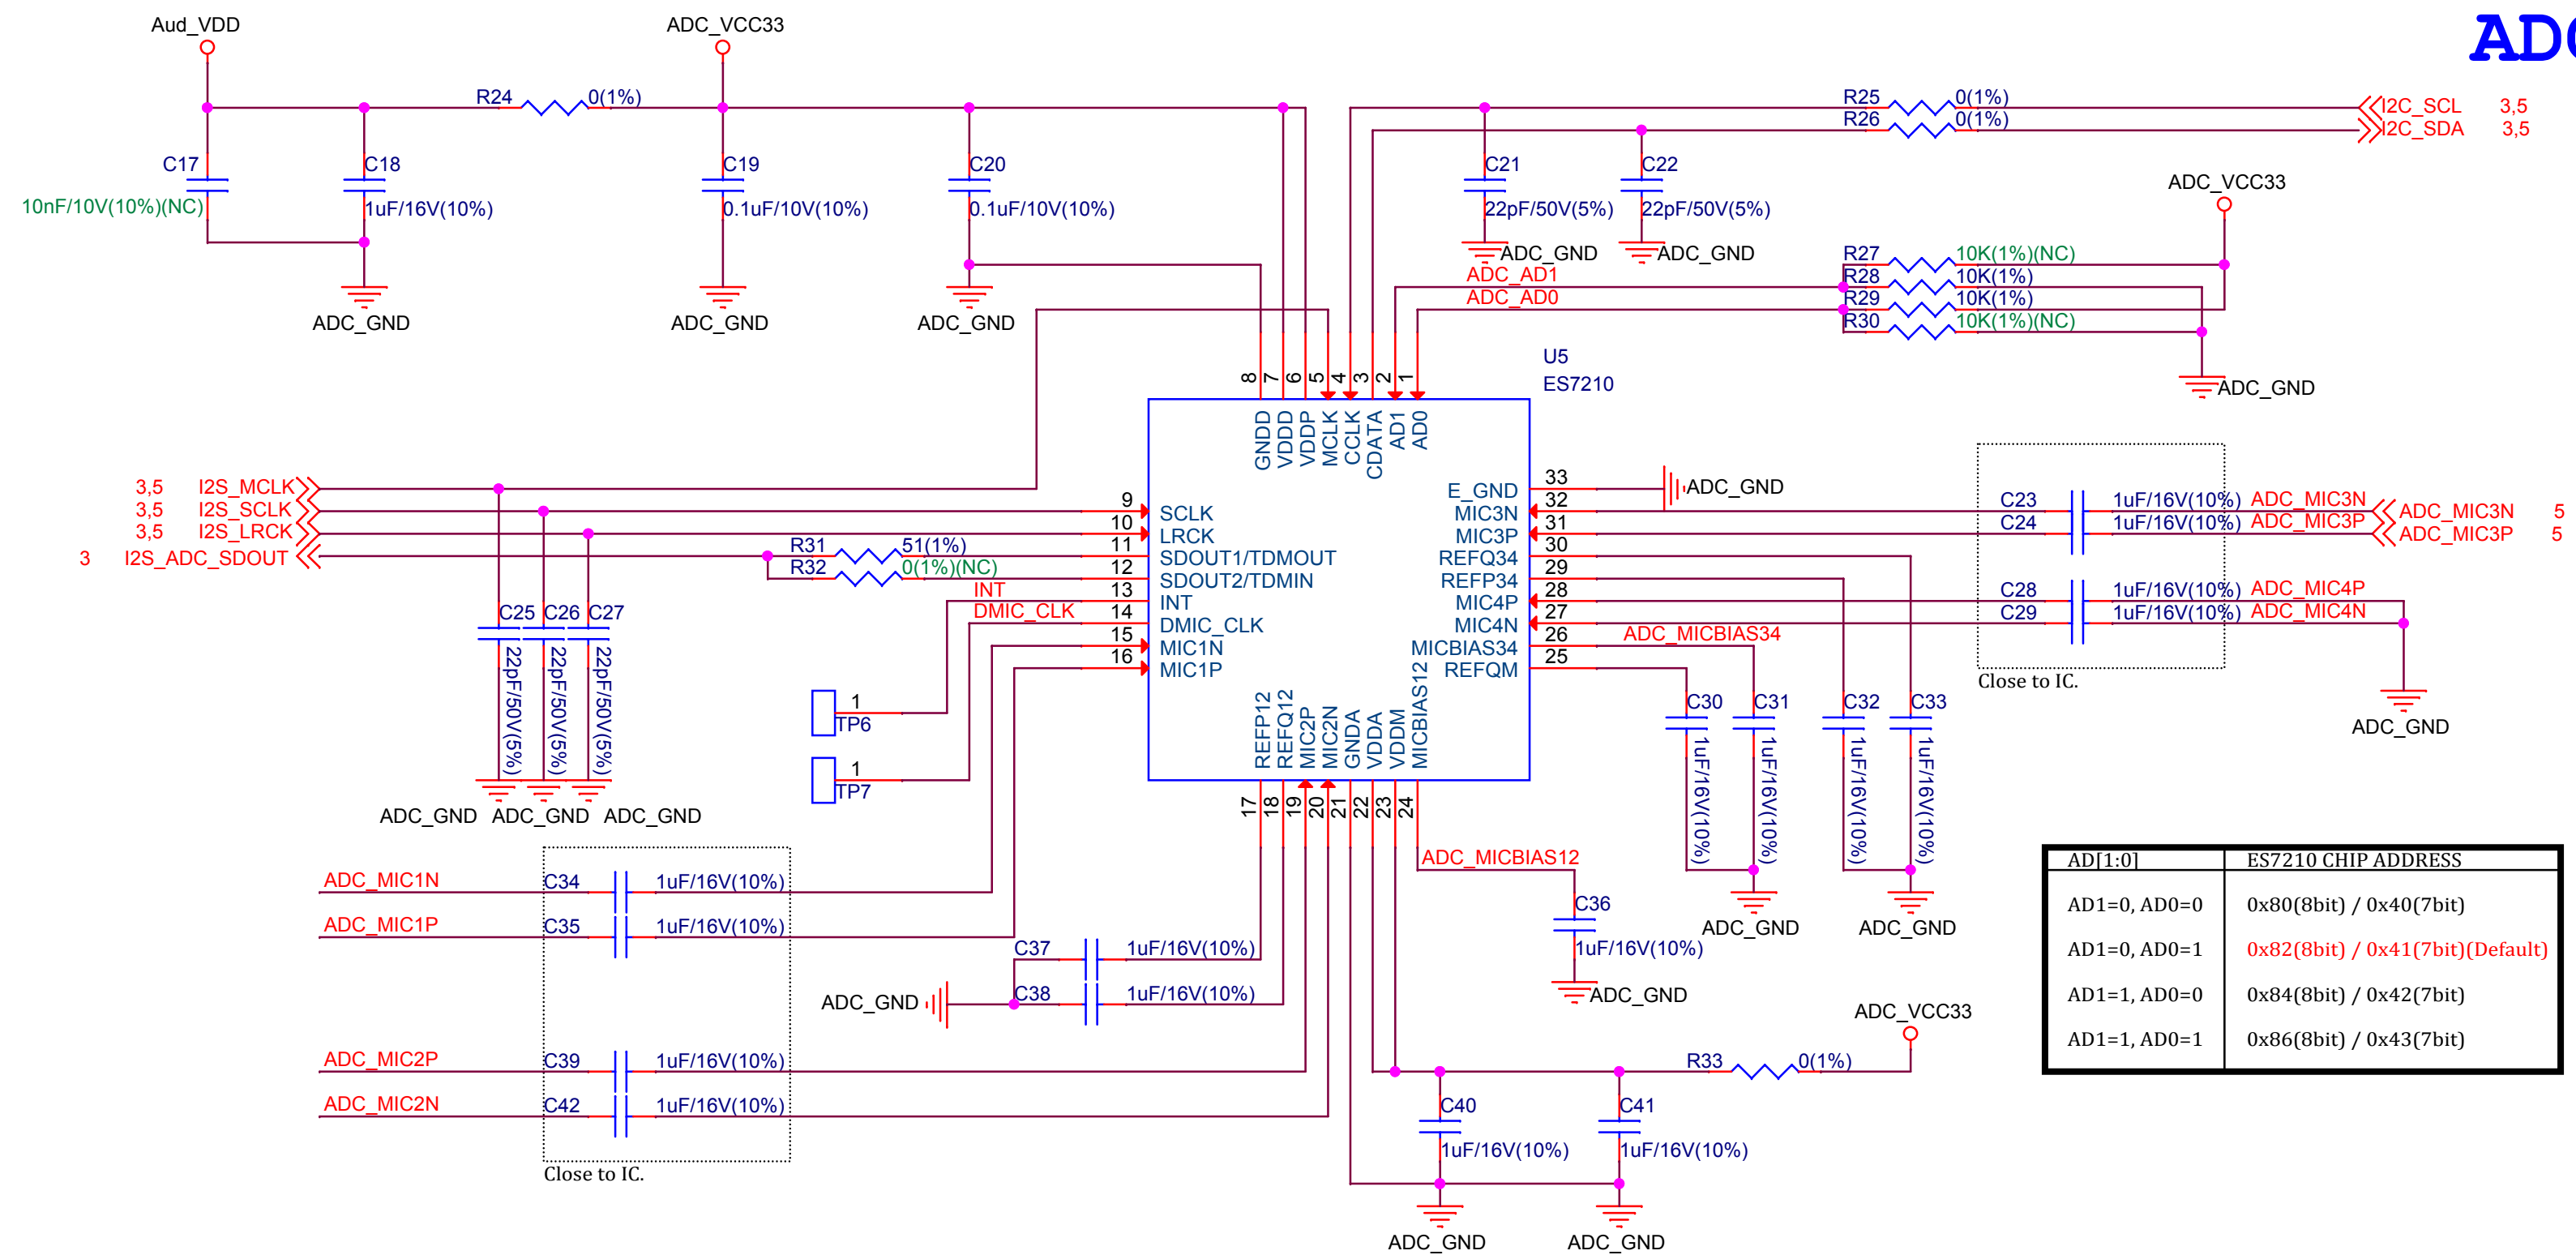 ADC
Aud_VDD
ADC_VCC33
R24 0(1%)
C17
10nF/10V(10%)(NC)
C18
1uF/16V(10%)
C19
0.1uF/10V(10%)
C20
0.1uF/10V(10%)
ADC_GND
ADC_GND
ADC_GND
R25 0(1%) I2C_SCL 3,5
R26 0(1%) I2C_SDA 3,5
C21
22pF/50V(5%)
C22
22pF/50V(5%)
ADC_GND
ADC_GND
ADC_VCC33
R27 10K(1%)(NC)
ADC_AD1
R28 10K(1%)
ADC_AD0
R29 10K(1%)
R30 10K(1%)(NC)
ADC_GND
U5
ES7210
8 7 6 5 4 3 2 1
GNDD VDDD VDDP MCLK CCLK CDATA AD1 AD0
3,5 I2S_MCLK
3,5 I2S_SCLK
3,5 I2S_LRCK
3 I2S_ADC_SDOUT
R31 51(1%)
R32 0(1%)(NC)
INT
DMIC_CLK
9 SCLK
10 LRCK
11 SDOUT1/TDMOUT
12 SDOUT2/TDMIN
13 INT
14 DMIC_CLK
15 MIC1N
16 MIC1P
33 E_GND
32 MIC3N
31 MIC3P
30 REFQ34
29 REFP34
28 MIC4P
27 MIC4N
26 MICBIAS34
25 REFQM
ADC_GND
C23 1uF/16V(10%) ADC_MIC3N ADC_MIC3N 5
C24 1uF/16V(10%) ADC_MIC3P ADC_MIC3P 5
C28 1uF/16V(10%) ADC_MIC4P
C29 1uF/16V(10%) ADC_MIC4N
Close to IC.
ADC_GND
ADC_MICBIAS34
C25
22pF/50V(5%)
C26
22pF/50V(5%)
C27
22pF/50V(5%)
ADC_GND ADC_GND ADC_GND
1
TP6
1
TP7
REFP12 REFQ12 MIC2P MIC2N GNDA VDDA VDDM MICBIAS12
17 18 19 20 21 22 23 24
C30
1uF/16V(10%)
C31
1uF/16V(10%)
C32
1uF/16V(10%)
C33
1uF/16V(10%)
ADC_GND
ADC_GND
ADC_MICBIAS12
C36
1uF/16V(10%)
ADC_GND
ADC_MIC1N C34 1uF/16V(10%)
ADC_MIC1P C35 1uF/16V(10%)
C37 1uF/16V(10%)
ADC_GND C38 1uF/16V(10%)
ADC_MIC2P C39 1uF/16V(10%)
ADC_MIC2N C42 1uF/16V(10%)
Close to IC.
ADC_VCC33
R33 0(1%)
C40
1uF/16V(10%)
C41
1uF/16V(10%)
ADC_GND
ADC_GND
AD[1:0] ES7210 CHIP ADDRESS
AD1=0, AD0=0 0x80(8bit) / 0x40(7bit)
AD1=0, AD0=1 0x82(8bit) / 0x41(7bit)(Default)
AD1=1, AD0=0 0x84(8bit) / 0x42(7bit)
AD1=1, AD0=1 0x86(8bit) / 0x43(7bit)